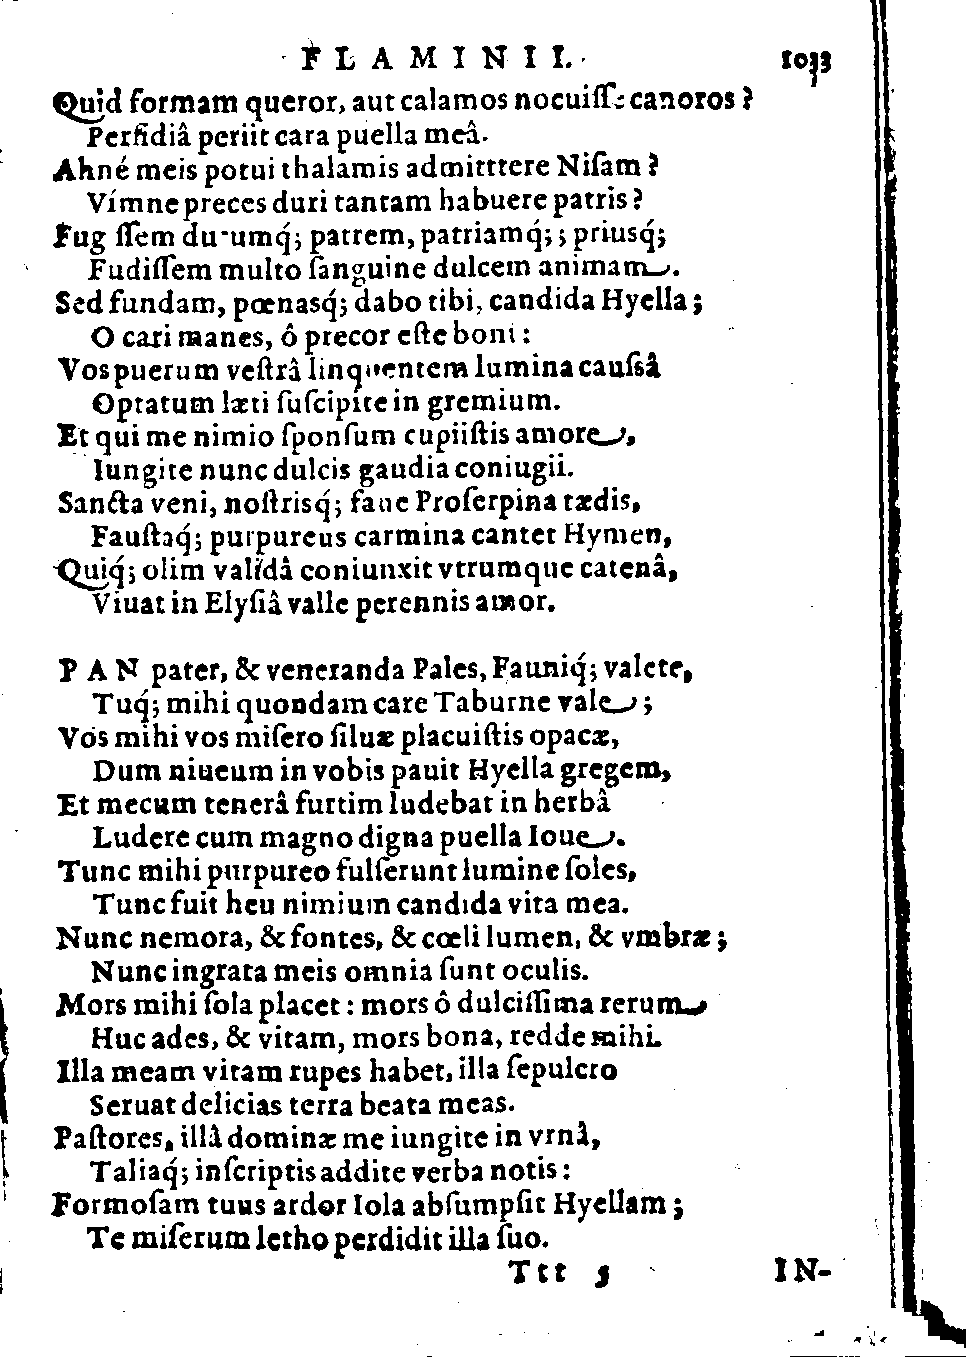 FLAMINII. 1033
Quid formam queror, aut calamos nocuiſſe canoros?
Perfidiâ periit cara puella meâ.
Ahné meis potui thalamis admitttere Niſam?
Vímne preces duri tantam habuere patris?
Fugiſſem durumq́; patrem, patriamq́;; priusq́;
Fudiſſem multo ſanguine dulcem animam.
Sed fundam, pœnasq́; dabo tibi, candida Hyella;
O cari manes, ô precor eſte boni:
Vos puerum veſtrâ linquentem lumina cauſsâ
Optatum læti ſuſcipite in gremium.
Et qui me nimio ſponſum cupiiſtis amore,
Iungite nunc dulcis gaudia coniugii.
Sancta veni, noſtrisq́; faue Proſerpina tædis,
Fauſtaq́; purpureus carmina cantet Hymen,
Quiq́; olim validâ coniunxit vtrumque catenâ,
Viuat in Elyſiâ valle perennis amor.
PAN pater, & veneranda Pales, Fauniq́; valete,
Tuq́; mihi quondam care Taburne vale;
Vos mihi vos miſero ſiluæ placuiſtis opacæ,
Dum niueum in vobis pauit Hyella gregem,
Et mecum tenerâ furtim ludebat in herbâ
Ludere cum magno digna puella Ioue.
Tunc mihi purpureo fulſerunt lumine ſoles,
Tunc fuit heu nimium candida vita mea.
Nunc nemora, & fontes, & cœli lumen, & vmbræ;
Nunc ingrata meis omnia ſunt oculis.
Mors mihi ſola placet: mors ô dulciſſima rerum
Huc ades, & vitam, mors bona, redde mihi.
Illa meam vitam rupes habet, illa ſepulcro
Seruat delicias terra beata meas.
Paſtores, illâ dominæ me iungite in vrnâ,
Taliaq́; inſcriptis addite verba notis:
Formoſam tuus ardor Iola abſumpſit Hyellam;
Te miſerum letho perdidit illa ſuo.
Ttt 5 IN-